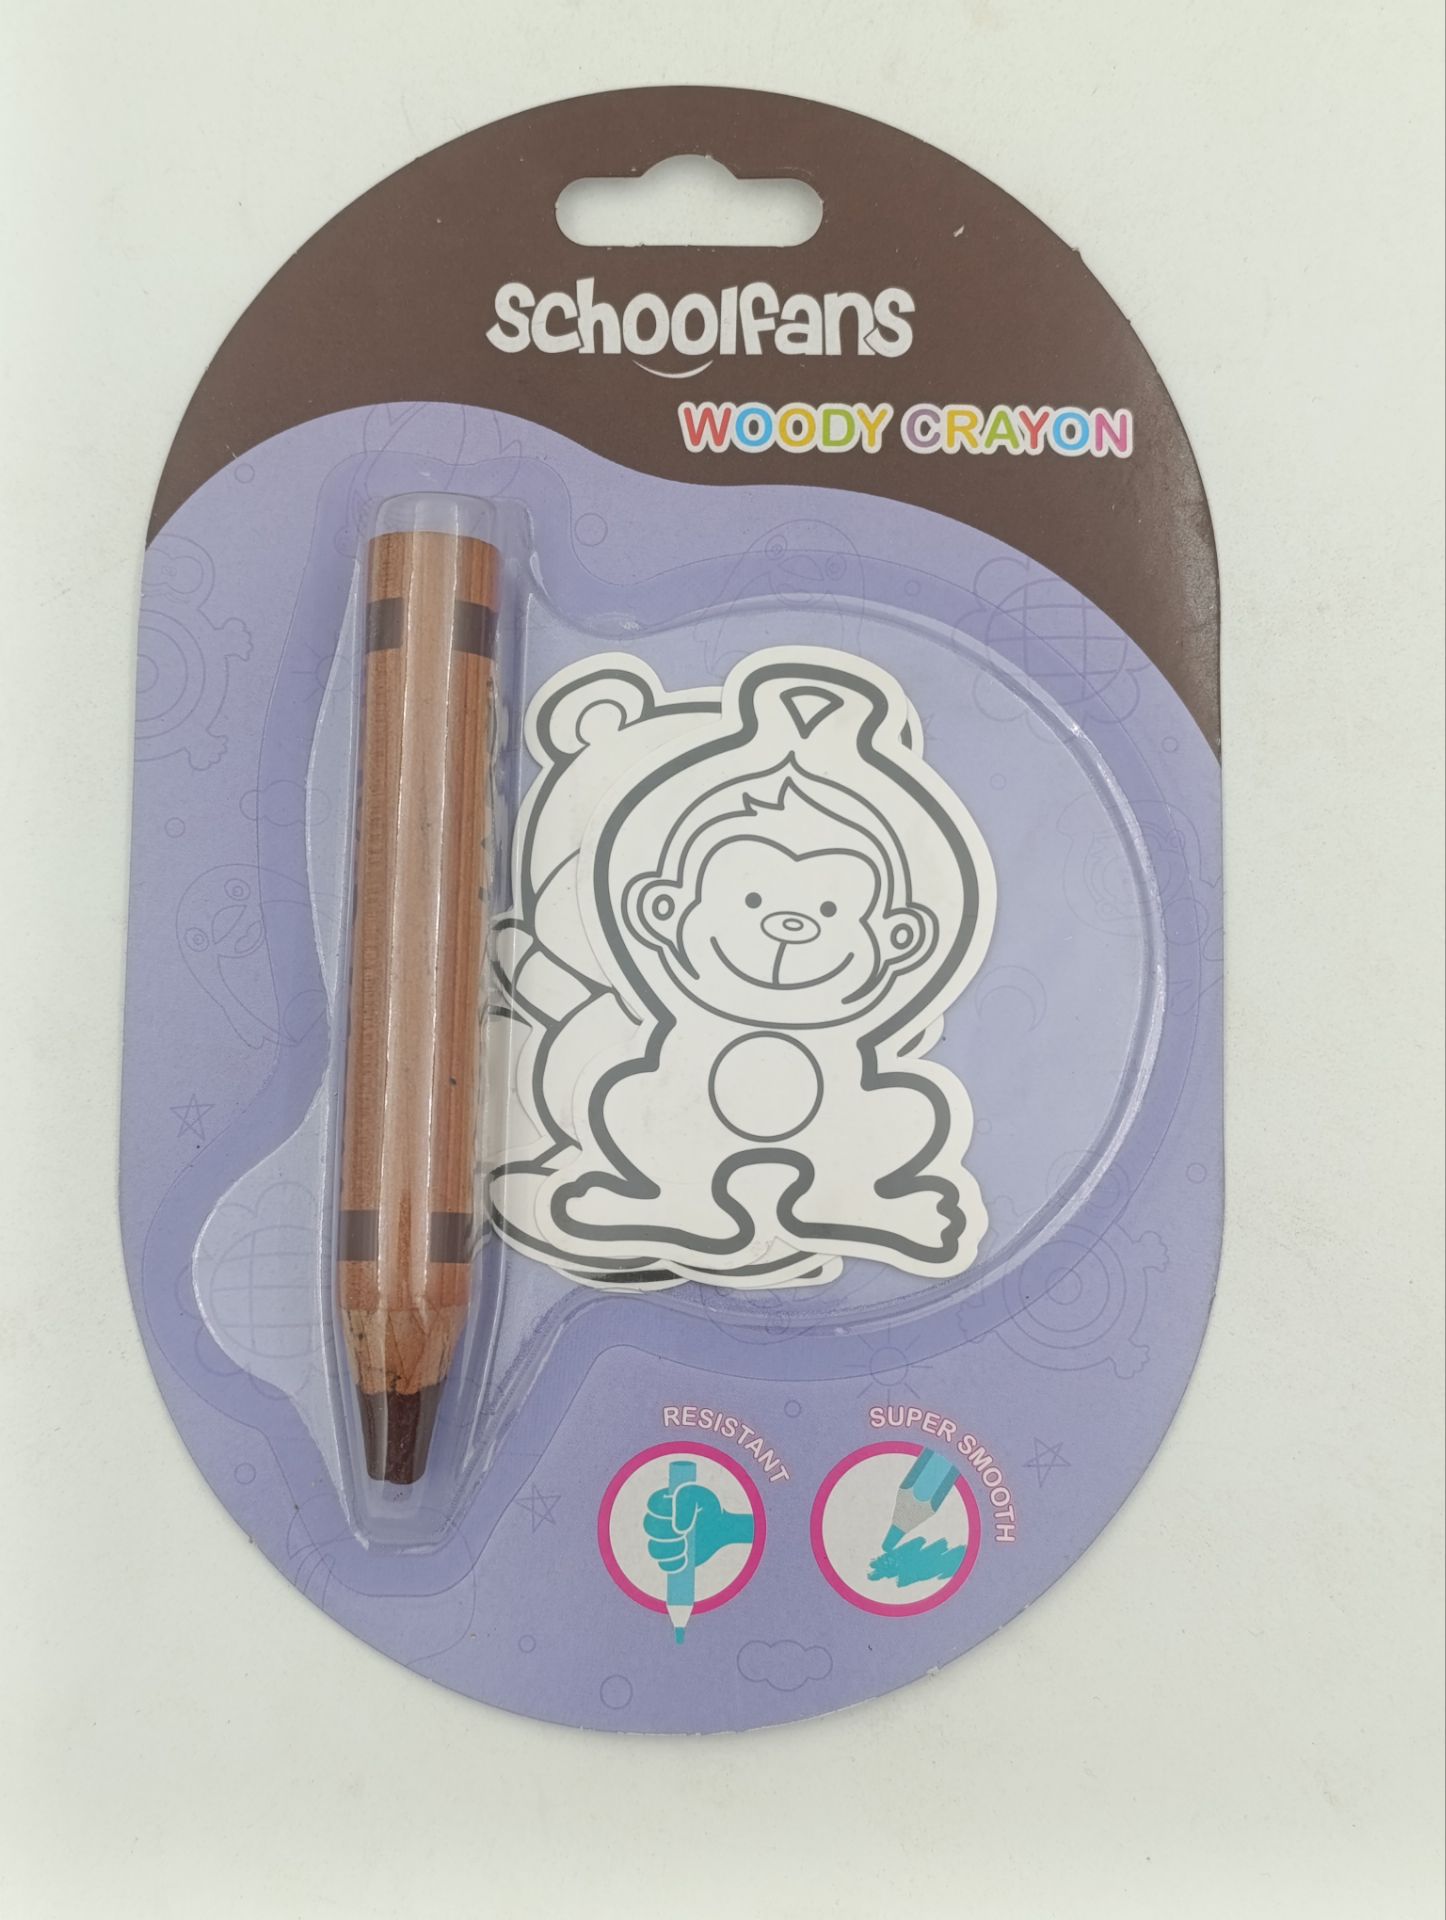 schoolfans
WOODY CRAYON
RESISTANT
SUPER SMOOTH